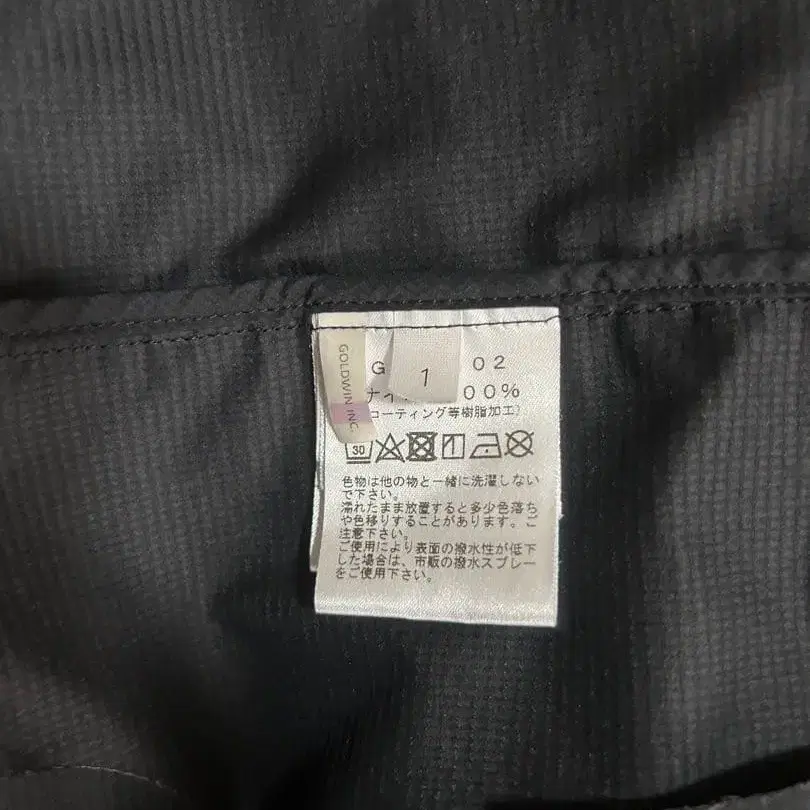 GOLDWIN INC.
1
G 02
ナイ 00%
コーティング等樹脂加工)
30
色物は他の物と一緒に洗濯しない
で下さい。
濡れたまま放置すると多少色落ち
や色移りすることがあります。ご
注意下さい。
ご使用により表面の撥水性が低下
した場合は、市販の撥水スプレー
をご使用下さい。